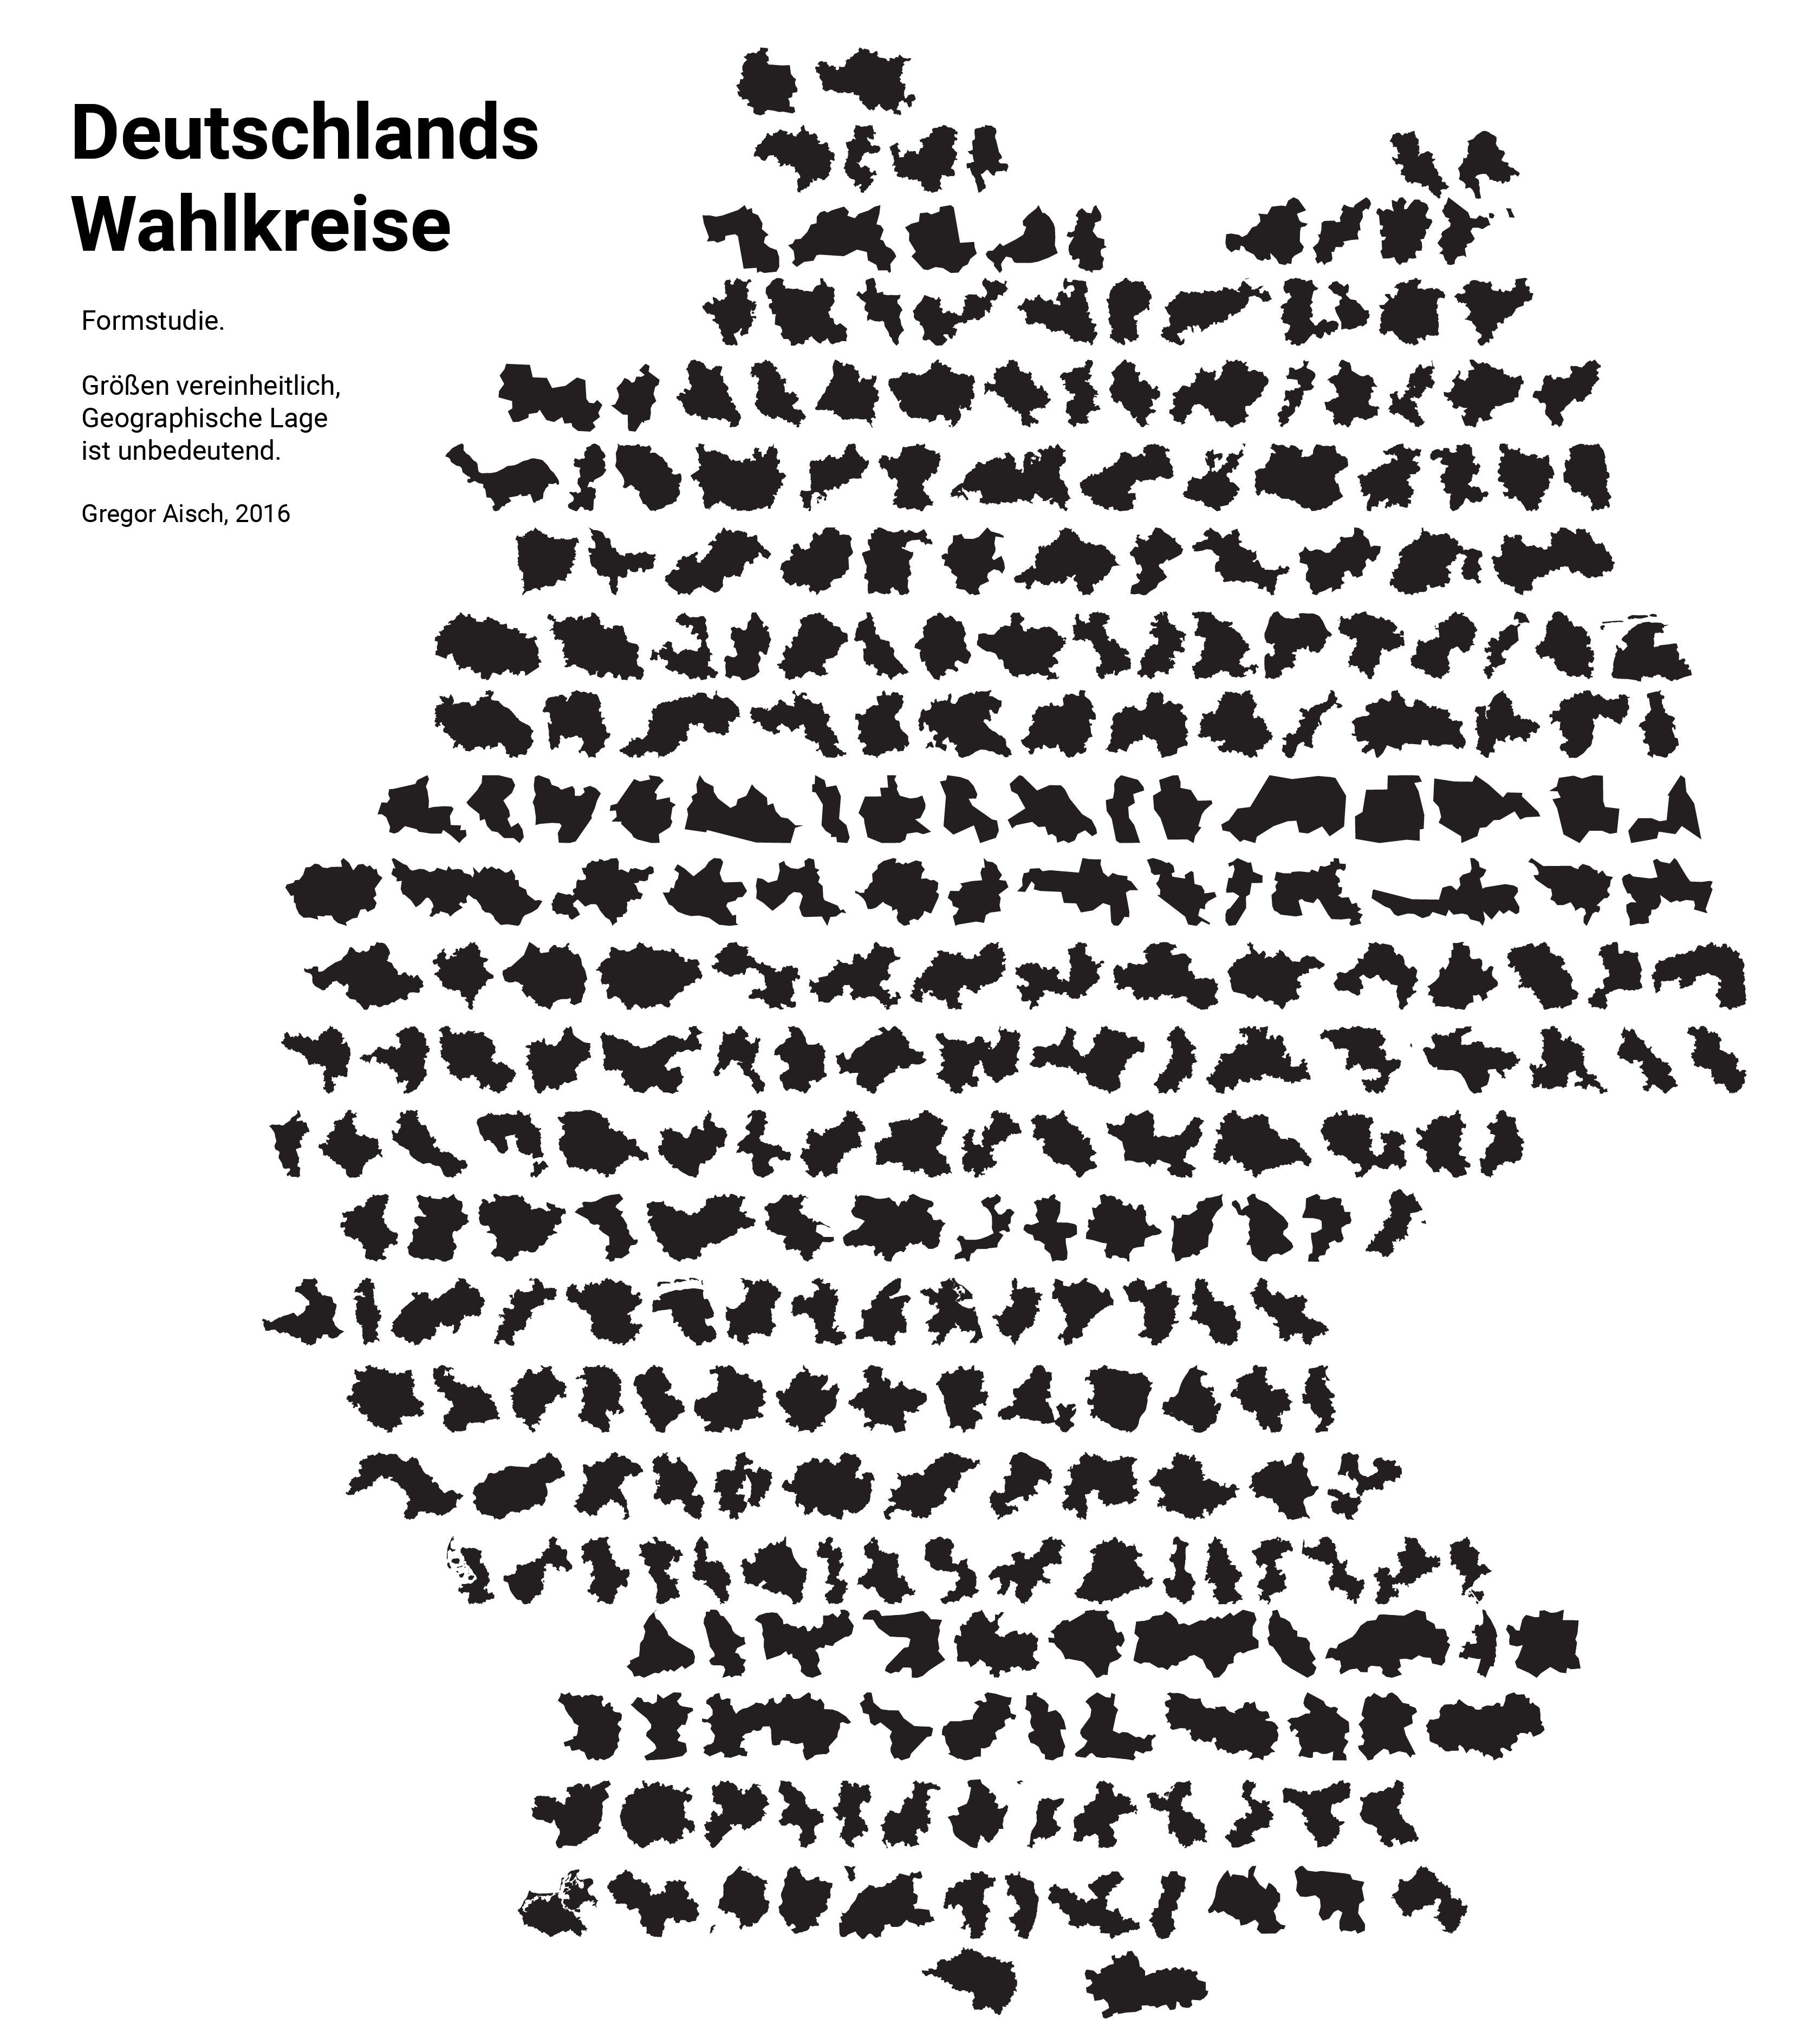 Deutschlands
Wahlkreise
Formstudie.
Größen vereinheitlich,
Geographische Lage
ist unbedeutend.
Gregor Aisch, 2016